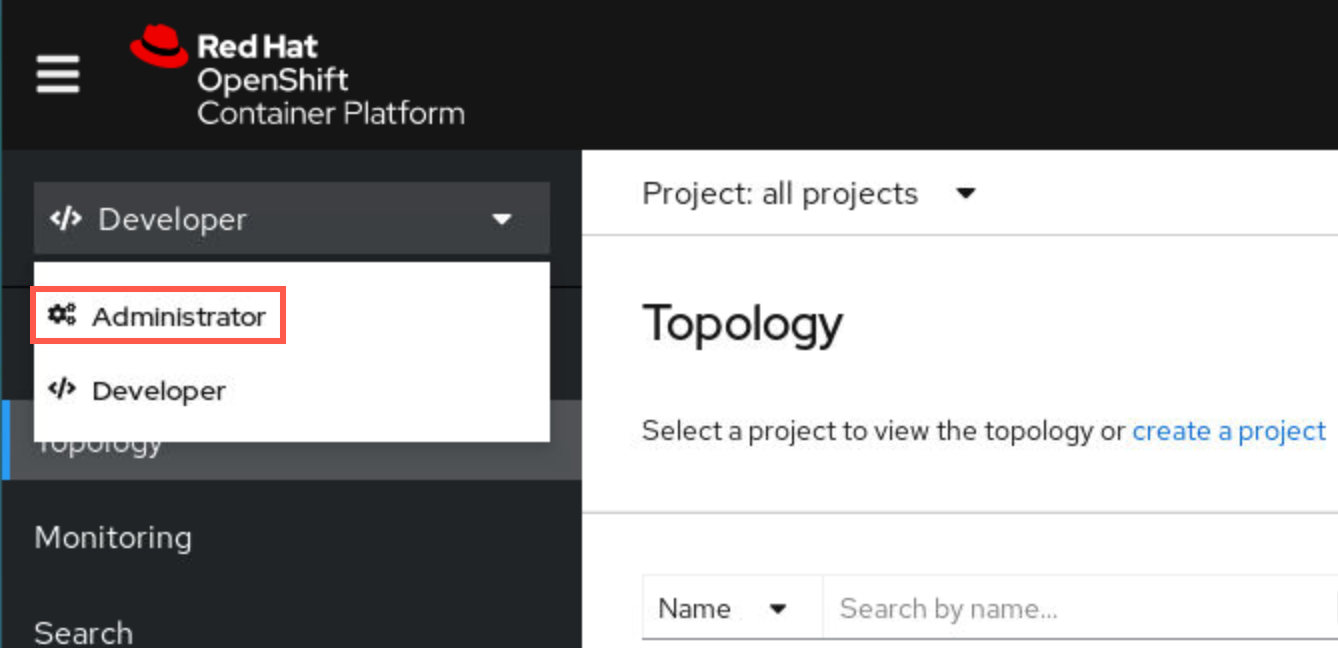 Red Hat
OpenShift
Container Platform
Developer
Administrator
Developer
Topology
Monitoring
Search
Project: all projects
Topology
Select a project to view the topology or create a project
Name
Search by name...